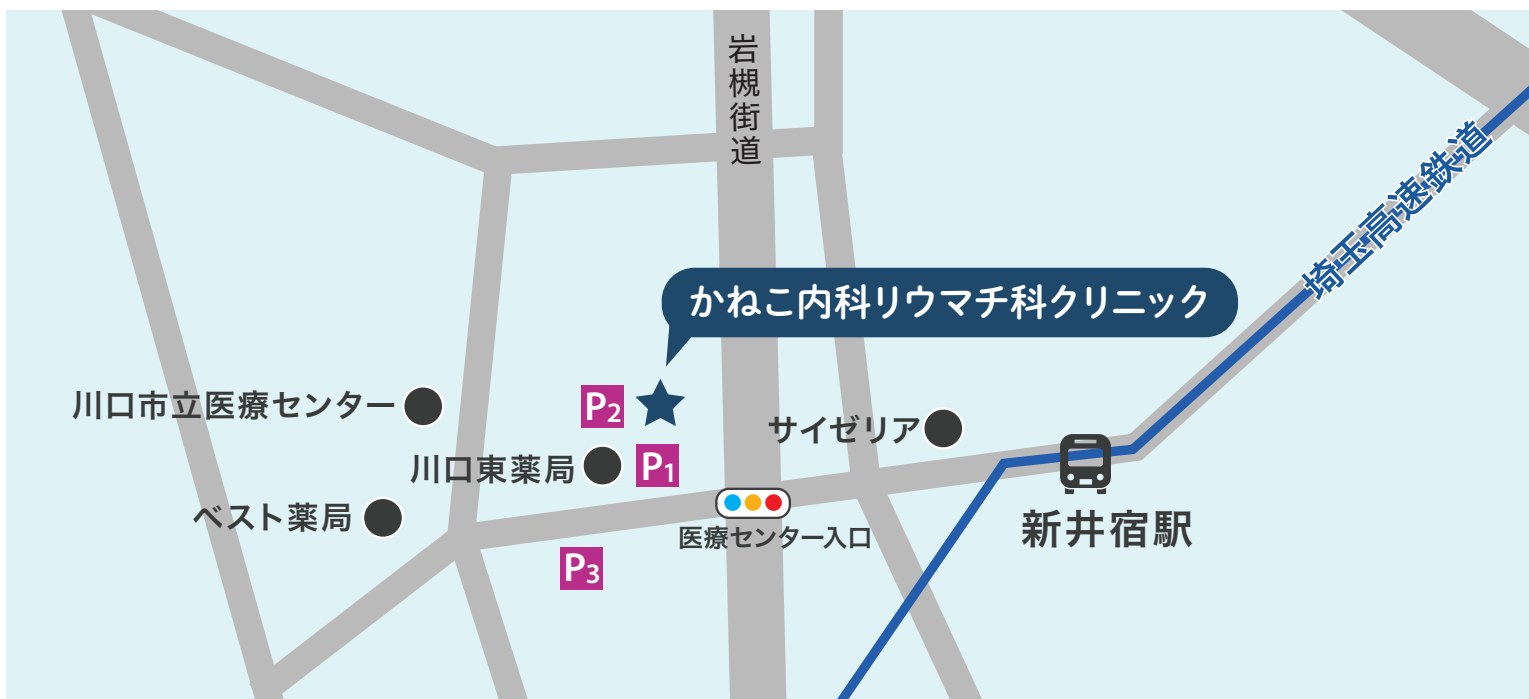 岩槻街道
埼玉高速鉄道
かねこ内科リウマチ科クリニック
川口市立医療センター
P2
サイゼリア
川口東薬局
P1
ベスト薬局
医療センター入口
新井宿駅
P3